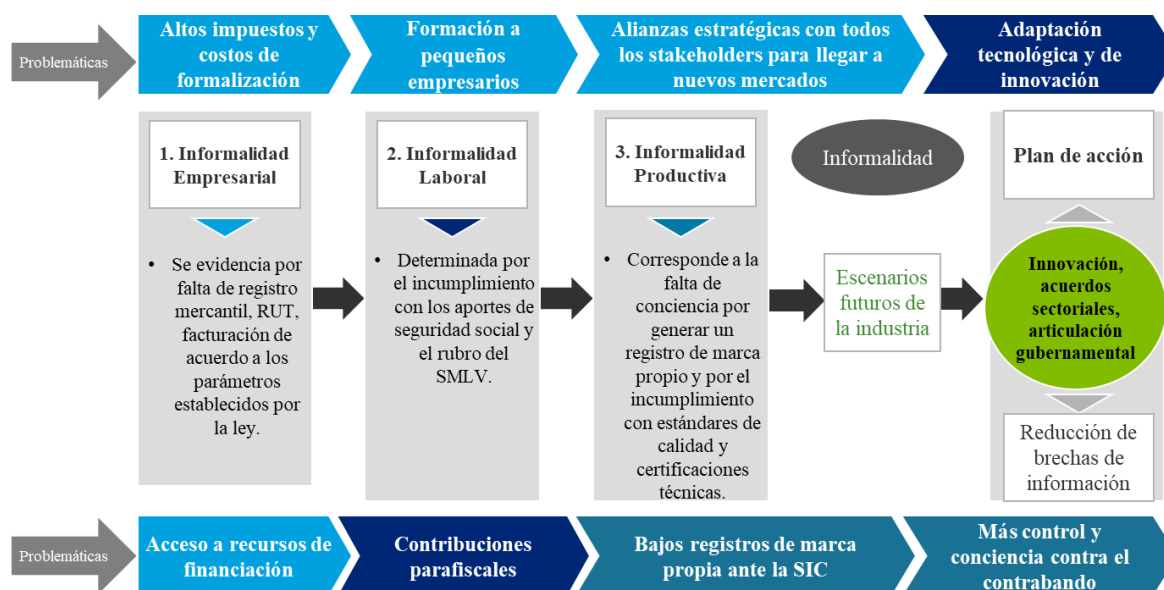 Problemáticas
Altos impuestos y
costos de
formalización
Formación a
pequeños
empresarios
Alianzas estratégicas con todos
los stakeholders para llegar a
nuevos mercados
Adaptación
tecnológica y de
innovación
1. Informalidad
Empresarial
• Se evidencia por
falta de registro
mercantil, RUT,
facturación de
acuerdo a los
parámetros
establecidos por
la ley.
2. Informalidad
Laboral
• Determinada por
el incumplimiento
con los aportes de
seguridad social y
el rubro del
SMLV.
3. Informalidad
Productiva
• Corresponde a la
falta de
conciencia por
generar un
registro de marca
propio y por el
incumplimiento
con estándares de
calidad y
certificaciones
técnicas.
Informalidad
Escenarios
futuros de
la industria
Plan de acción
Innovación,
acuerdos
sectoriales,
articulación
gubernamental
Reducción de
brechas de
información
Problemáticas
Acceso a recursos de
financiación
Contribuciones
parafiscales
Bajos registros de marca
propia ante la SIC
Más control y
conciencia contra el
contrabando